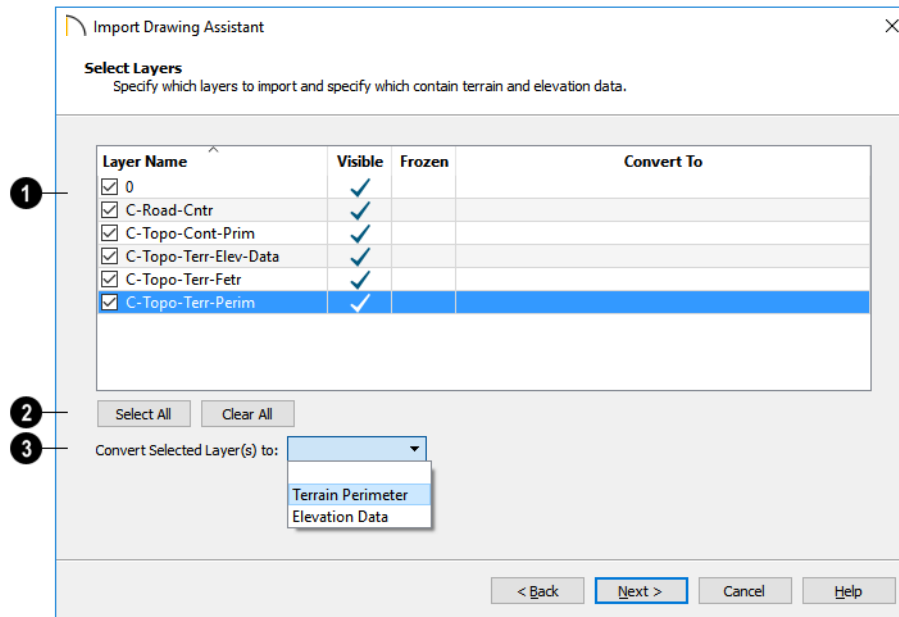 Import Drawing Assistant
Select Layers
Specify which layers to import and specify which contain terrain and elevation data.
Layer Name Visible Frozen Convert To
1
0
C-Road-Cntr
C-Topo-Cont-Prim
C-Topo-Terr-Elev-Data
C-Topo-Terr-Fetr
C-Topo-Terr-Perim
2 Select All Clear All
3 Convert Selected Layer(s) to:
Terrain Perimeter
Elevation Data
< Back Next > Cancel Help